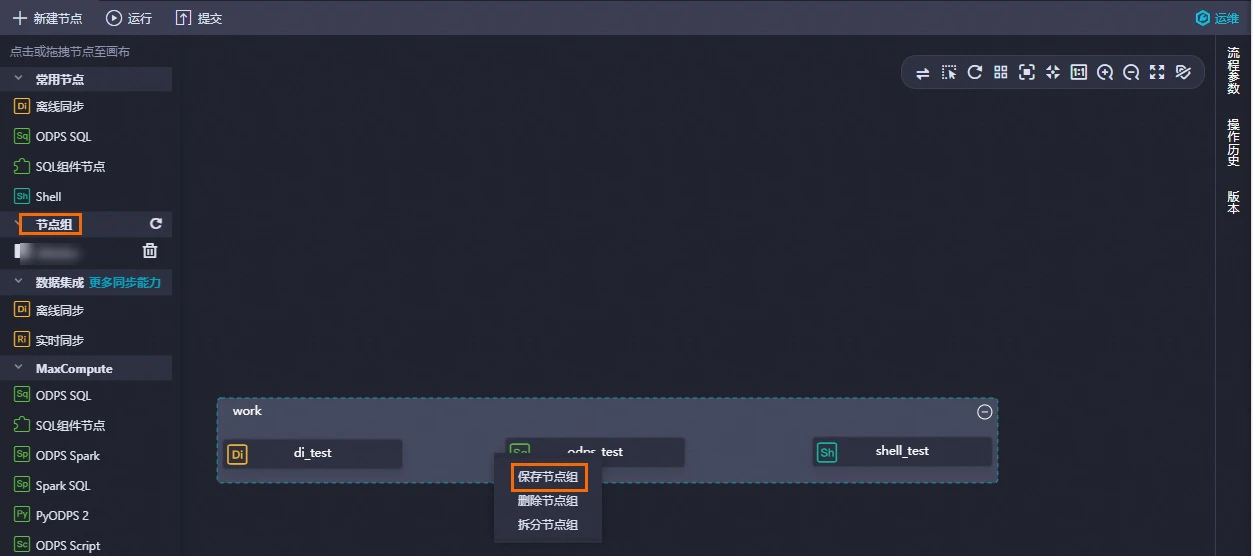 新建节点 运行 提交 运维
点击或拖拽节点至画布
常用节点
Di 离线同步
Sq ODPS SQL
SQL组件节点
Sh Shell
节点组
数据集成 更多同步能力
Di 离线同步
Ri 实时同步
MaxCompute
Sq ODPS SQL
SQL组件节点
Sp ODPS Spark
Sq Spark SQL
Py PyODPS 2
Sc ODPS Script
1:1
work
Di di_test
Sq odps_test
Sh shell_test
保存节点组
删除节点组
拆分节点组
流程参数
操作历史
版本